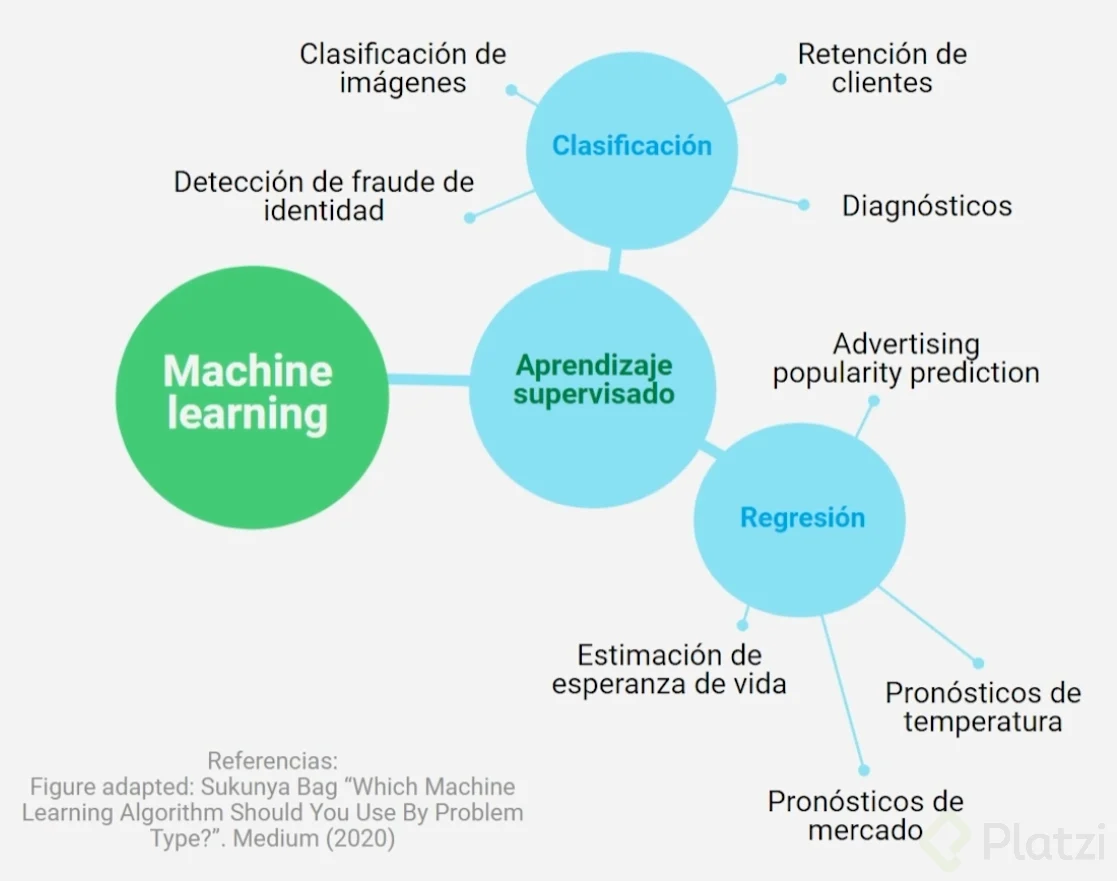 Clasificación de
imágenes
Retención de
clientes
Clasificación
Detección de fraude de
identidad
Diagnósticos
Machine
learning
Aprendizaje
supervisado
Advertising
popularity prediction
Regresión
Estimación de
esperanza de vida
Pronósticos de
temperatura
Pronósticos de
mercado
Referencias:
Figure adapted: Sukunya Bag “Which Machine
Learning Algorithm Should You Use By Problem
Type?”. Medium (2020)
Platzi